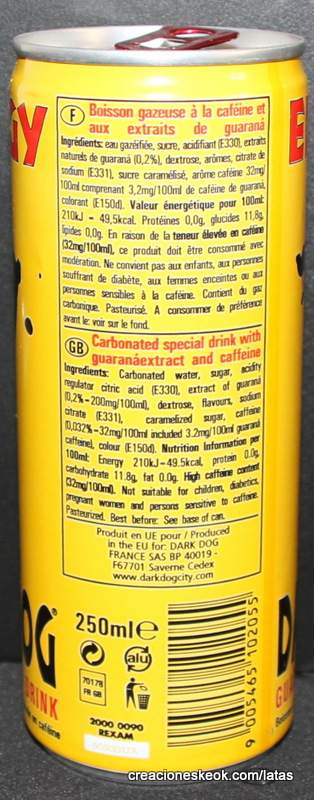 GY
E
F Boisson gazeuse à la caféine et
aux extraits de guaraná
Ingrédients: eau gazéifiée, sucre, acidifiant (E330), extraits
naturels de guaraná (0,2%), dextrose, arômes, citrate de
sodium (E331), sucre caramélisé, arôme caféine 32mg/
100ml comprenant 3,2mg/100ml de caféine de guaraná,
colorant (E150d). Valeur énergétique pour 100ml:
210kJ - 49,5kcal. Protéines 0,0g, glucides 11,8g,
lipides 0,0g. En raison de la teneur élevée en caféine
(32mg/100ml), ce produit doit être consommé avec
modération. Ne convient pas aux enfants, aux personnes
souffrant de diabète, aux femmes enceintes ou aux
personnes sensibles à la caféine. Contient du gaz
carbonique. Pasteurisé. A consommer de préférence
avant le: voir sur le fond.
GB Carbonated special drink with
guaranáextract and caffeine
Ingredients: Carbonated water, sugar, acidity
regulator citric acid (E330), extract of guaraná
(0,2%-200mg/100ml), dextrose, flavours, sodium
citrate (E331), caramelized sugar, caffeine
(0,032%-32mg/100ml included 3.2mg/100ml guaraná
caffeine), colour (E150d). Nutrition Information per
100ml: Energy 210kJ-49.5kcal, protein 0.0g,
carbohydrate 11.8g, fat 0.0g. High caffeine content
(32mg/100ml). Not suitable for children, diabetics,
pregnant women and persons sensitive to caffeine.
Pasteurized. Best before: See base of can.
Produit en UE pour / Produced
in the EU for: DARK DOG
FRANCE SAS BP 40019 -
F67701 Saverne Cedex
www.darkdogcity.com
250ml e
alu
70178
FR GB
2000 0090
REXAM
9 005465 102055
OG
DRINK
en caféine
D
GU
creacioneskeok.com/latas